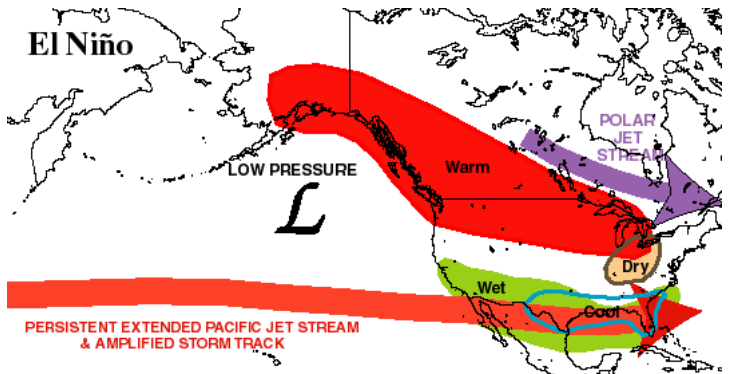 El Niño
POLAR
JET
STREAM
Warm
LOW PRESSURE
L
Dry
Wet
Cool
PERSISTENT EXTENDED PACIFIC JET STREAM
& AMPLIFIED STORM TRACK